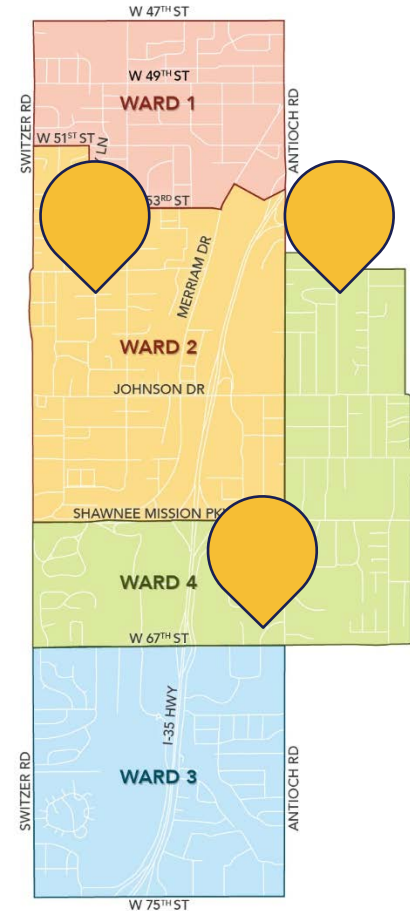 W 47TH ST
W 49TH ST
WARD 1
SWITZER RD
ANTIOCH RD
W 51ST ST
LN
53RD ST
MERRIAM DR
WARD 2
JOHNSON DR
SHAWNEE MISSION PK
WARD 4
W 67TH ST
I-35 HWY
WARD 3
SWITZER RD
ANTIOCH RD
W 75TH ST